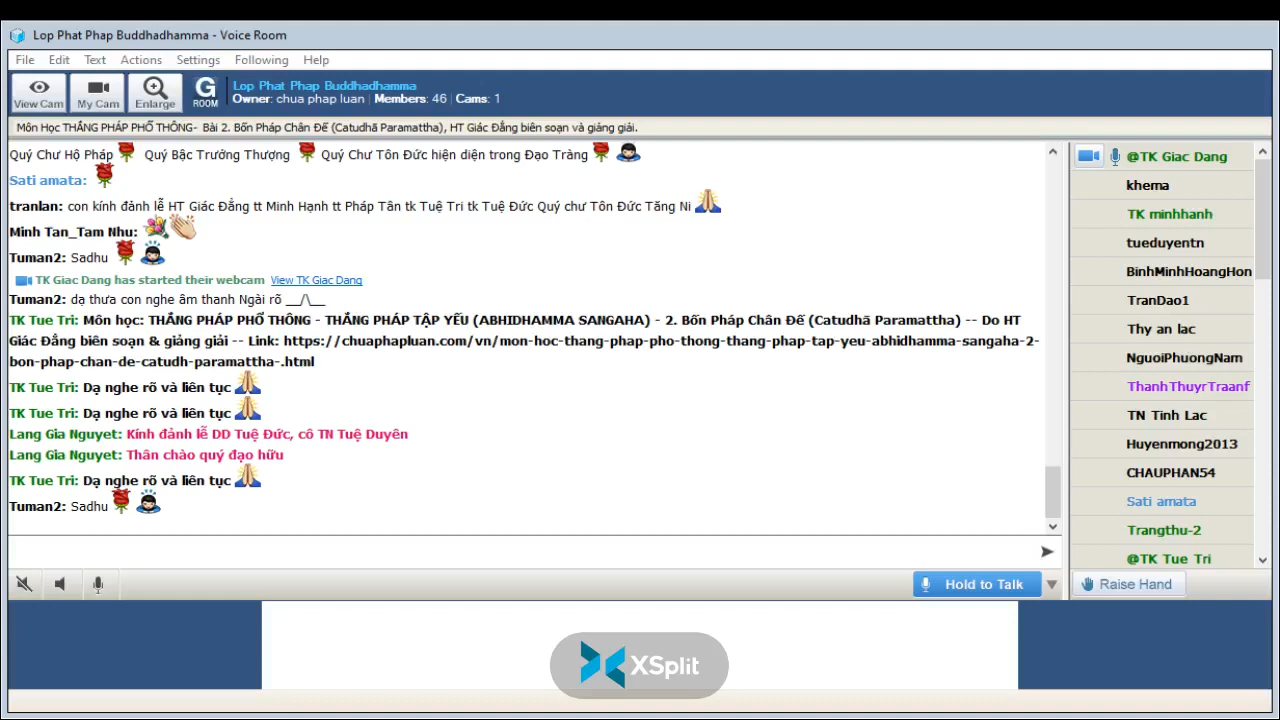 Lop Phat Phap Buddhadhamma - Voice Room
File Edit Text Actions Settings Following Help
View Cam My Cam Enlarge G ROOM
Lop Phat Phap Buddhadhamma
Owner: chua phap luan | Members: 46 | Cams: 1
Môn Học THẮNG PHÁP PHỔ THÔNG- Bài 2. Bốn Pháp Chân Đế (Catudhā Paramattha), HT Giác Đẳng biên soạn và giảng giải.
Quý Chư Hộ Pháp Quý Bậc Trưởng Thượng Quý Chư Tôn Đức hiện diện trong Đạo Tràng
Sati amata:
tranlan: con kính đảnh lễ HT Giác Đẳng tt Minh Hạnh tt Pháp Tân tk Tuệ Tri tk Tuệ Đức Quý chư Tôn Đức Tăng Ni
Minh Tan_Tam Nhu:
Tuman2: Sadhu
TK Giac Dang has started their webcam View TK Giac Dang
Tuman2: dạ thưa con nghe âm thanh Ngài rõ __/\__
TK Tue Tri: Môn học: THẮNG PHÁP PHỔ THÔNG - THẮNG PHÁP TẬP YẾU (ABHIDHAMMA SANGAHA) - 2. Bốn Pháp Chân Đế (Catudhā Paramattha) -- Do HT
Giác Đẳng biên soạn & giảng giải -- Link: https://chuaphapluan.com/vn/mon-hoc-thang-phap-pho-thong-thang-phap-tap-yeu-abhidhamma-sangaha-2-
bon-phap-chan-de-catudh-paramattha-.html
TK Tue Tri: Dạ nghe rõ và liên tục
TK Tue Tri: Dạ nghe rõ và liên tục
Lang Gia Nguyet: Kính đảnh lễ DD Tuệ Đức, cô TN Tuệ Duyên
Lang Gia Nguyet: Thân chào quý đạo hữu
TK Tue Tri: Dạ nghe rõ và liên tục
Tuman2: Sadhu
Hold to Talk
@TK Giac Dang
khema
TK minhhanh
tueduyentn
BinhMinhHoangHon
TranDao1
Thy an lac
NguoiPhuongNam
ThanhThuyrTraanf
TN Tinh Lac
Huyenmong2013
CHAUPHAN54
Sati amata
Trangthu-2
@TK Tue Tri
Raise Hand
XSplit